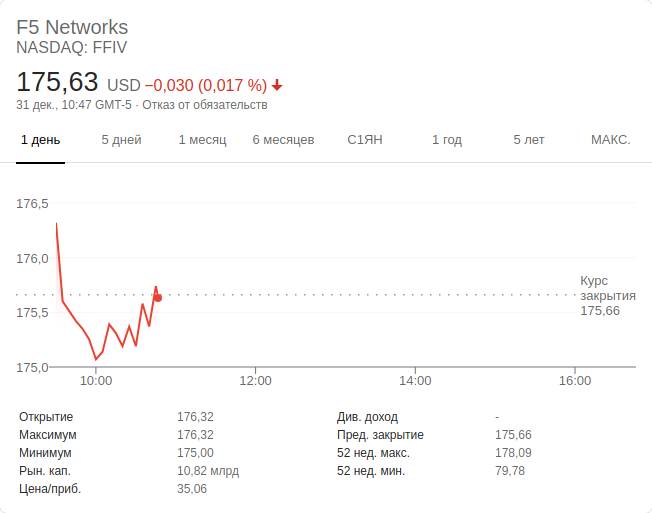 F5 Networks
NASDAQ: FFIV
175,63 USD −0,030 (0,017 %)
31 дек., 10:47 GMT-5 · Отказ от обязательств
1 день 5 дней 1 месяц 6 месяцев С1ЯН 1 год 5 лет МАКС.
176,5
176,0
175,5
175,0
Курс
закрытия
175,66
10:00 12:00 14:00 16:00
Открытие 176,32 Див. доход -
Максимум 176,32 Пред. закрытие 175,66
Минимум 175,00 52 нед. макс. 178,09
Рын. кап. 10,82 млрд 52 нед. мин. 79,78
Цена/приб. 35,06